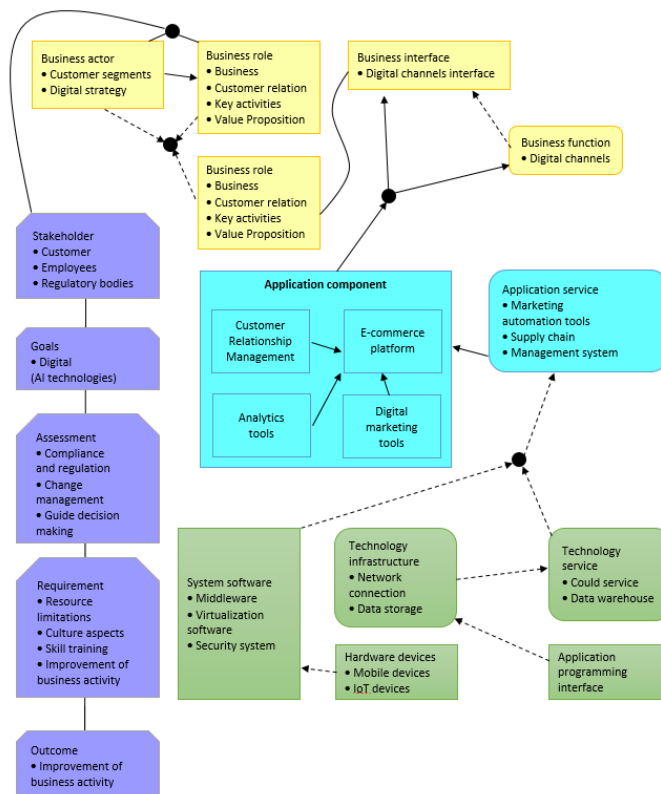 Business actor
• Customer segments
• Digital strategy
Business role
• Business
• Customer relation
• Key activities
• Value Proposition
Business interface
• Digital channels interface
Business function
• Digital channels
Business role
• Business
• Customer relation
• Key activities
• Value Proposition
Stakeholder
• Customer
• Employees
• Regulatory bodies
Goals
• Digital
(AI technologies)
Assessment
• Compliance
and regulation
• Change
management
• Guide decision
making
Requirement
• Resource
limitations
• Culture aspects
• Skill training
• Improvement of
business activity
Outcome
• Improvement of
business activity
Application component
Customer
Relationship
Management
E-commerce
platform
Analytics
tools
Digital
marketing
tools
Application service
• Marketing
automation tools
• Supply chain
• Management system
System software
• Middleware
• Virtualization
software
• Security system
Technology
infrastructure
• Network
connection
• Data storage
Technology
service
• Could service
• Data warehouse
Hardware devices
• Mobile devices
• IoT devices
Application
programming
interface